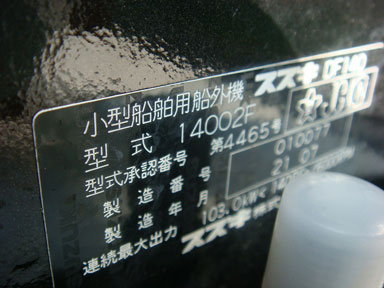 スズキ DF140
小型船舶用船外機
型式 14002F
型式承認番号 第4465号
製造番号 010077
製造年月 21 07
連続最大出力 103.0kW
スズキ株式